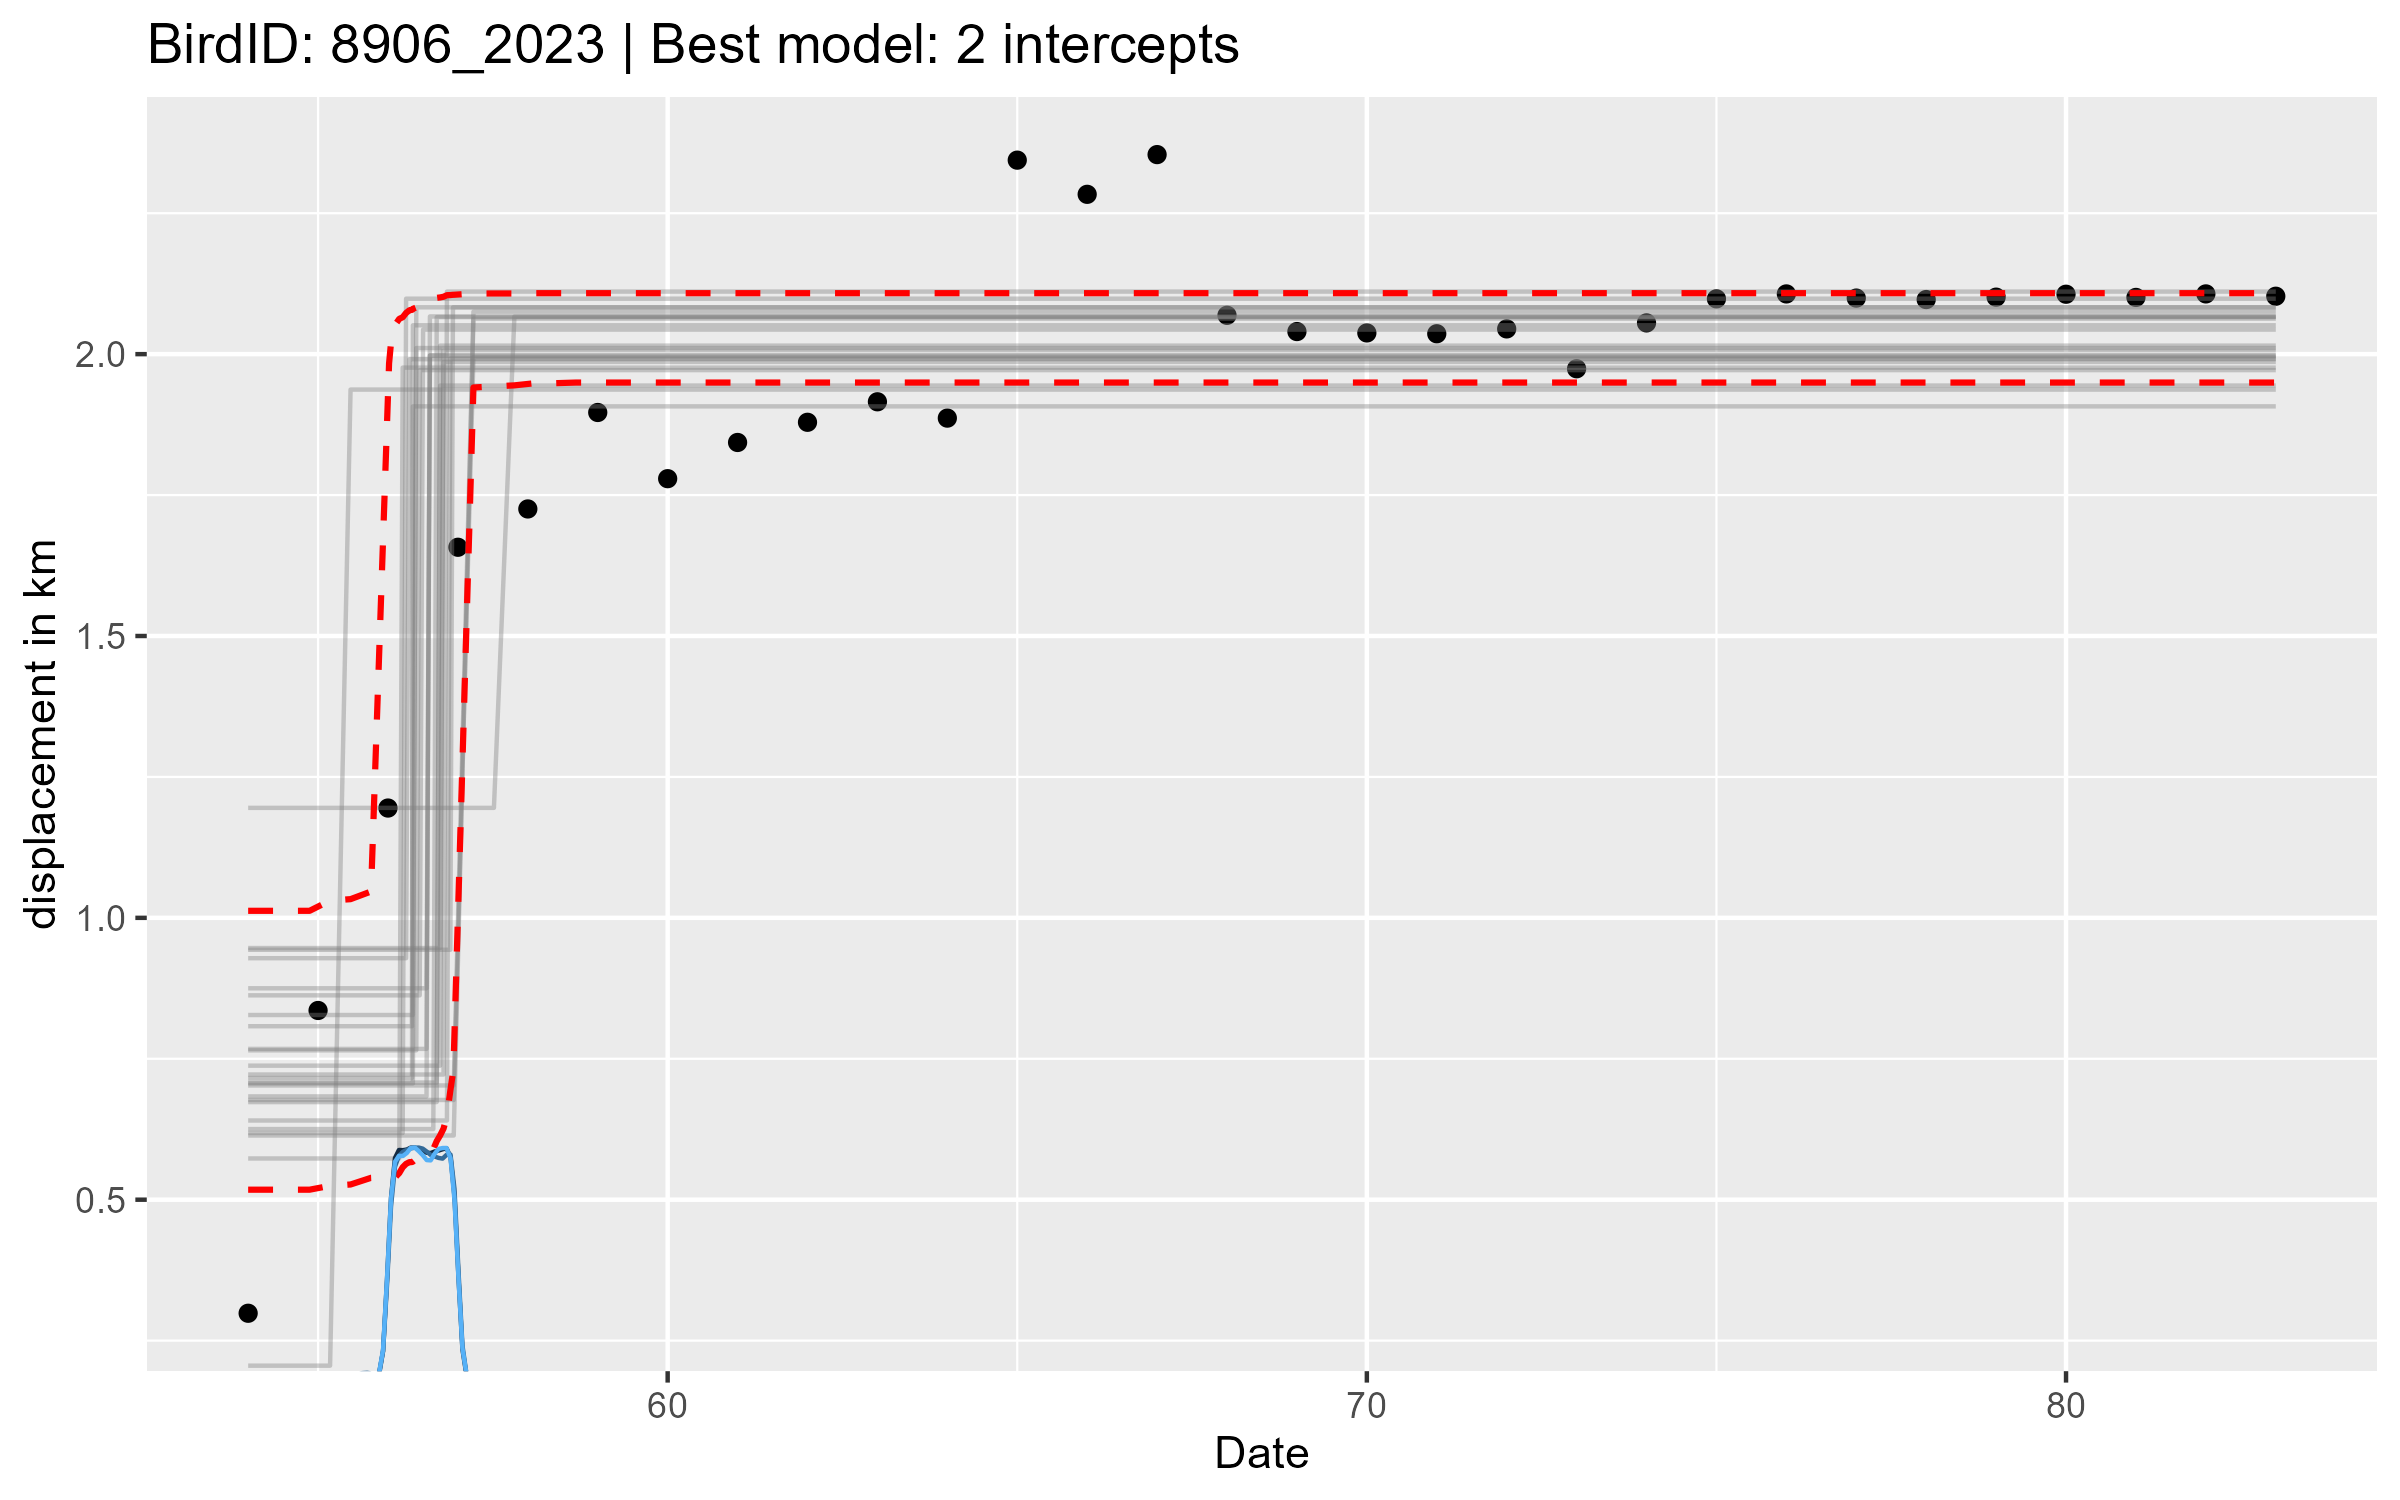 BirdID: 8906_2023 | Best model: 2 intercepts
displacement in km
2.0
1.5
1.0
0.5
60
70
80
Date